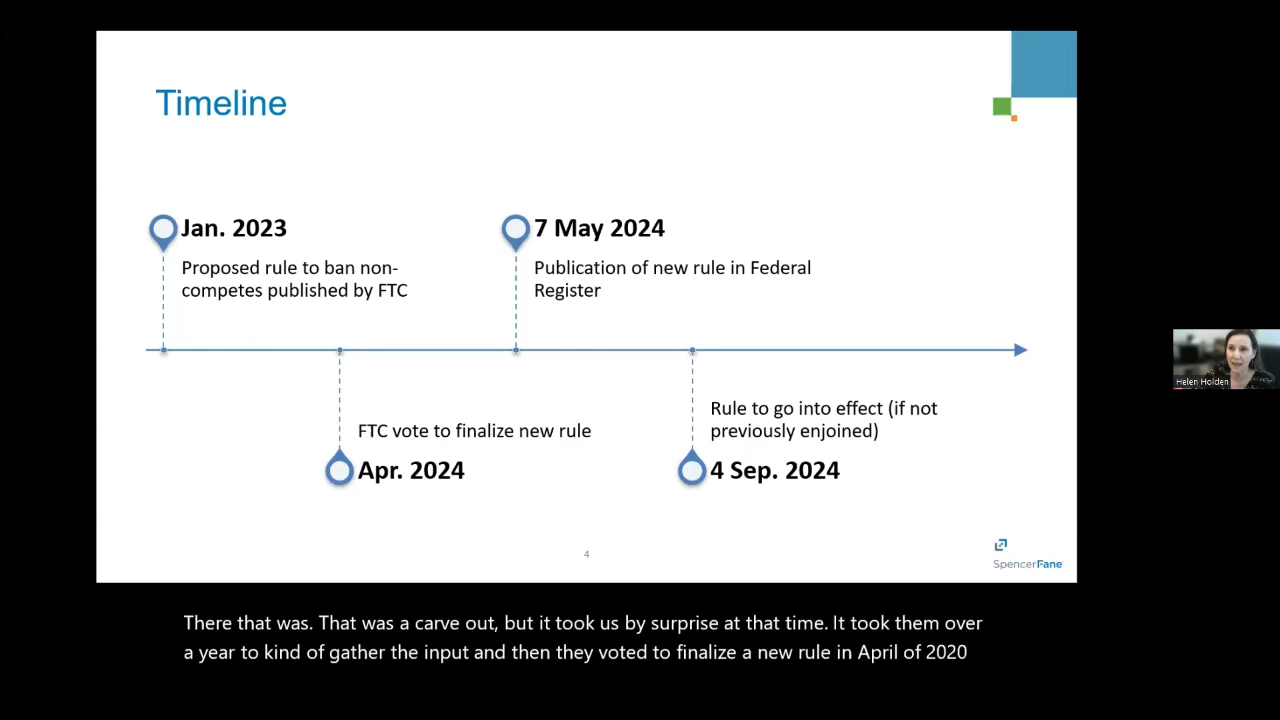 Timeline
Jan. 2023
Proposed rule to ban non-
competes published by FTC
7 May 2024
Publication of new rule in Federal
Register
FTC vote to finalize new rule
Apr. 2024
Rule to go into effect (if not
previously enjoined)
4 Sep. 2024
4
SpencerFane
Helen Holden
There that was. That was a carve out, but it took us by surprise at that time. It took them over
a year to kind of gather the input and then they voted to finalize a new rule in April of 2020